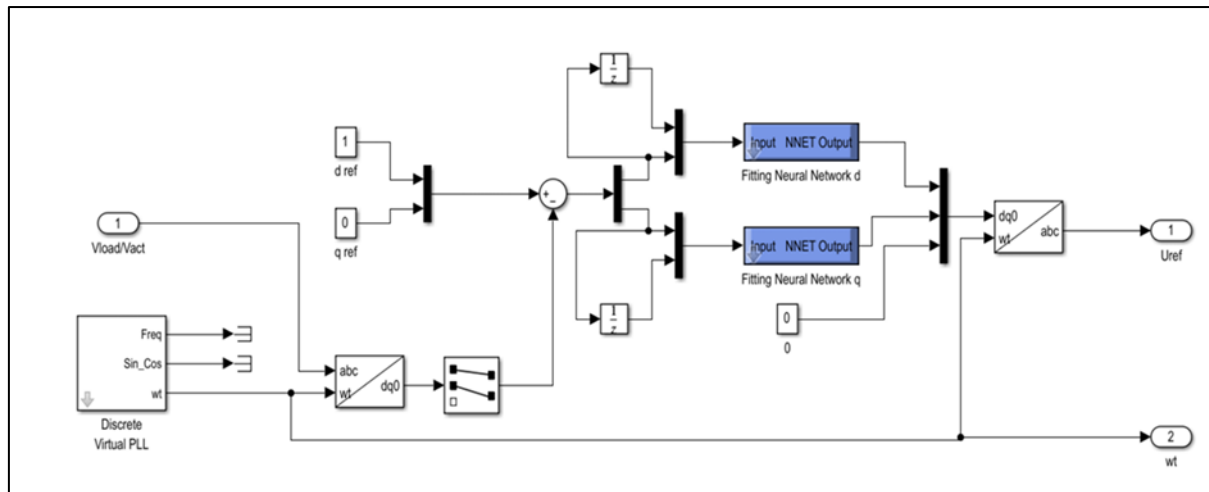 1
z
1
d ref
Input NNET Output
Fitting Neural Network d
0
q ref
1
Vload/Vact
dq0
wt
abc
1
Uref
Input NNET Output
Fitting Neural Network q
1
z
0
0
Freq
Sin_Cos
wt
Discrete
Virtual PLL
abc
wt
dq0
2
wt